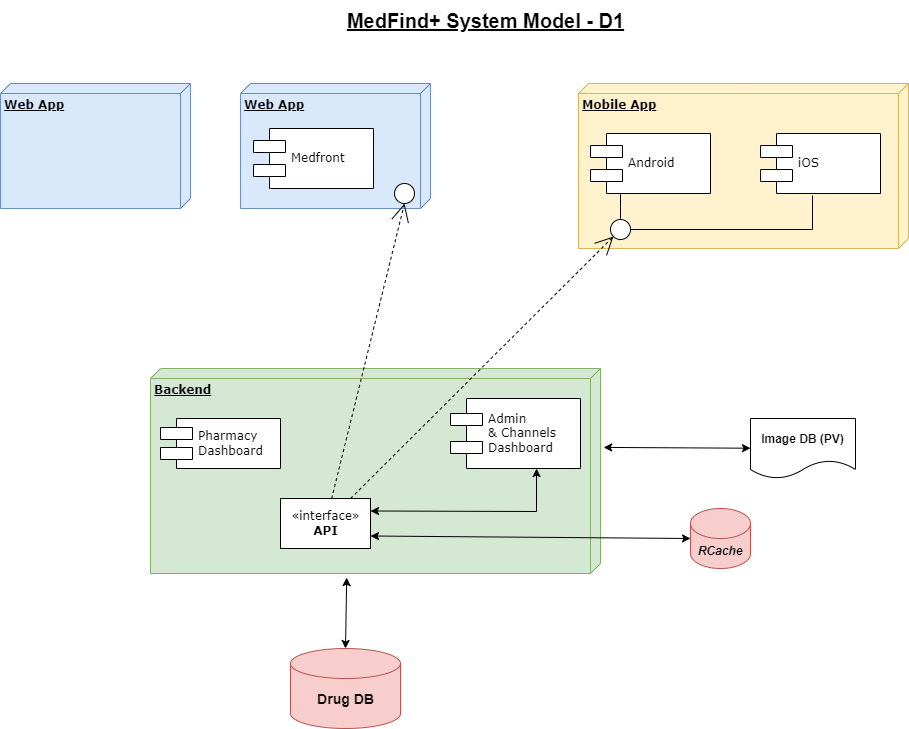 MedFind+ System Model - D1
Web App
Web App
Medfront
Mobile App
Android
iOS
Backend
Pharmacy
Dashboard
Admin
& Channels
Dashboard
«interface»
API
Image DB (PV)
RCache
Drug DB